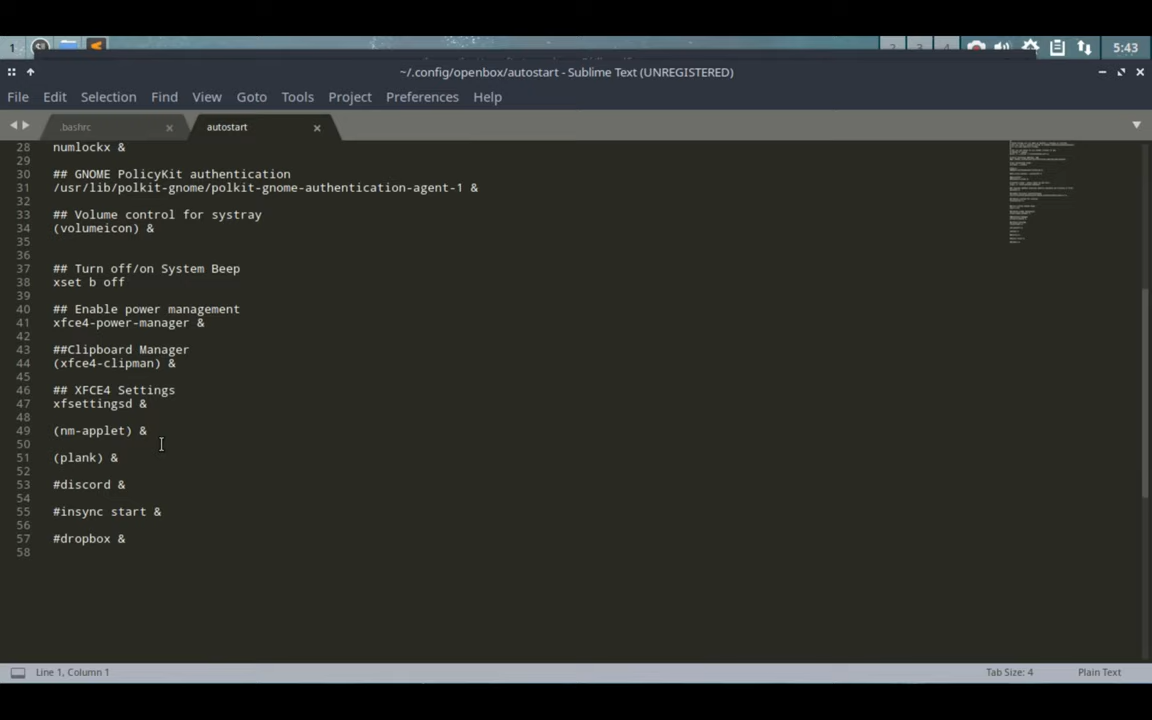 1 2 3 4 5:43
~/.config/openbox/autostart - Sublime Text (UNREGISTERED)
File Edit Selection Find View Goto Tools Project Preferences Help
.bashrc autostart
28 numlockx &
29
30 ## GNOME PolicyKit authentication
31 /usr/lib/polkit-gnome/polkit-gnome-authentication-agent-1 &
32
33 ## Volume control for systray
34 (volumeicon) &
35
36
37 ## Turn off/on System Beep
38 xset b off
39
40 ## Enable power management
41 xfce4-power-manager &
42
43 ##Clipboard Manager
44 (xfce4-clipman) &
45
46 ## XFCE4 Settings
47 xfsettingsd &
48
49 (nm-applet) &
50
51 (plank) &
52
53 #discord &
54
55 #insync start &
56
57 #dropbox &
58
Line 1, Column 1 Tab Size: 4 Plain Text